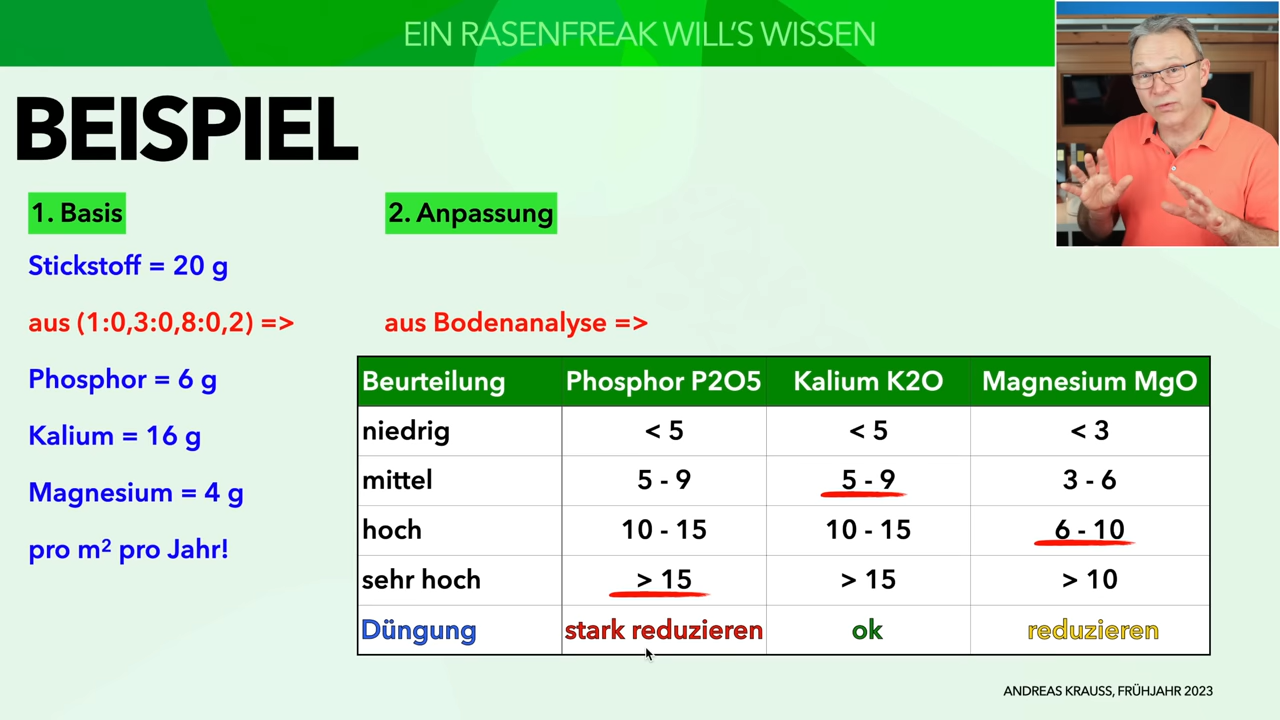 EIN RASENFREAK WILL'S WISSEN
BEISPIEL
1. Basis
2. Anpassung
Stickstoff = 20 g
aus (1:0,3:0,8:0,2) =>
aus Bodenanalyse =>
Phosphor = 6 g
Kalium = 16 g
Magnesium = 4 g
pro m² pro Jahr!
Beurteilung Phosphor P2O5 Kalium K2O Magnesium MgO
niedrig < 5 < 5 < 3
mittel 5 - 9 5 - 9 3 - 6
hoch 10 - 15 10 - 15 6 - 10
sehr hoch > 15 > 15 > 10
Düngung stark reduzieren ok reduzieren
ANDREAS KRAUSS, FRÜHJAHR 2023